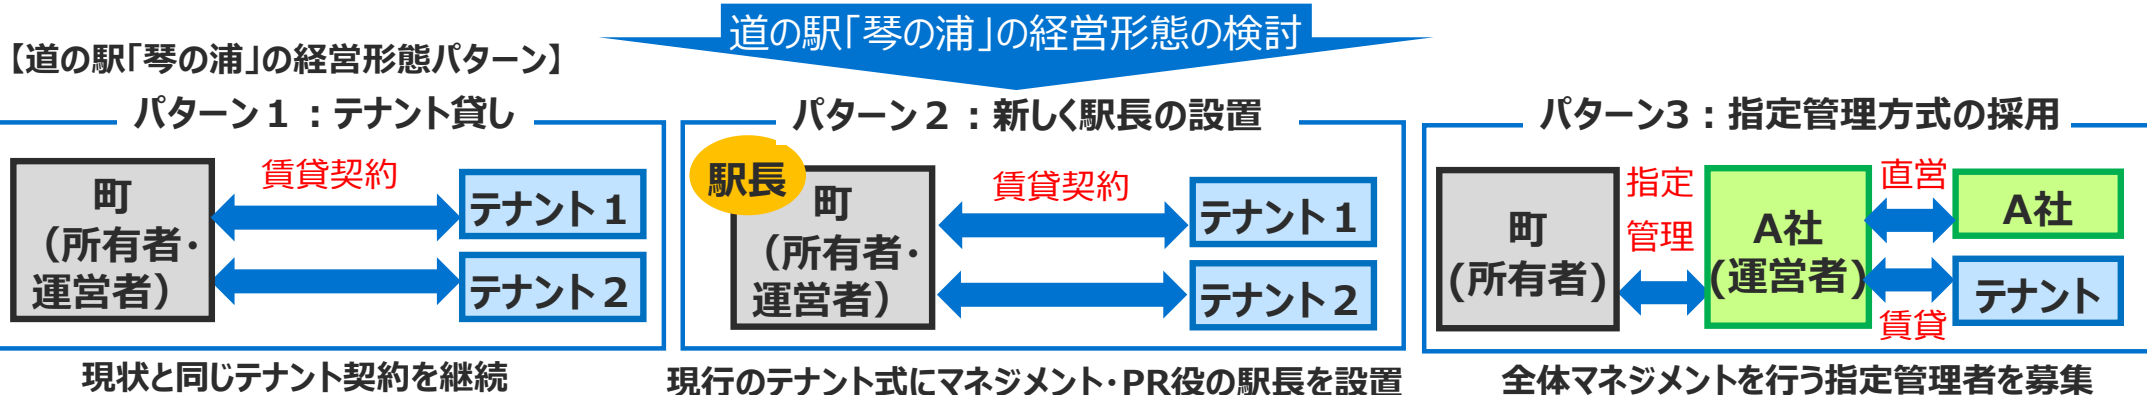 道の駅「琴の浦」の経営形態の検討
【道の駅「琴の浦」の経営形態パターン】
パターン１：テナント貸し
町
（所有者・
運営者）
賃貸契約
テナント１
テナント２
現状と同じテナント契約を継続
パターン２：新しく駅長の設置
駅長
町
（所有者・
運営者）
賃貸契約
テナント１
テナント２
現行のテナント式にマネジメント・PR役の駅長を設置
パターン3：指定管理方式の採用
町
(所有者)
指定
管理
A社
(運営者)
直営
A社
テナント
賃貸
全体マネジメントを行う指定管理者を募集